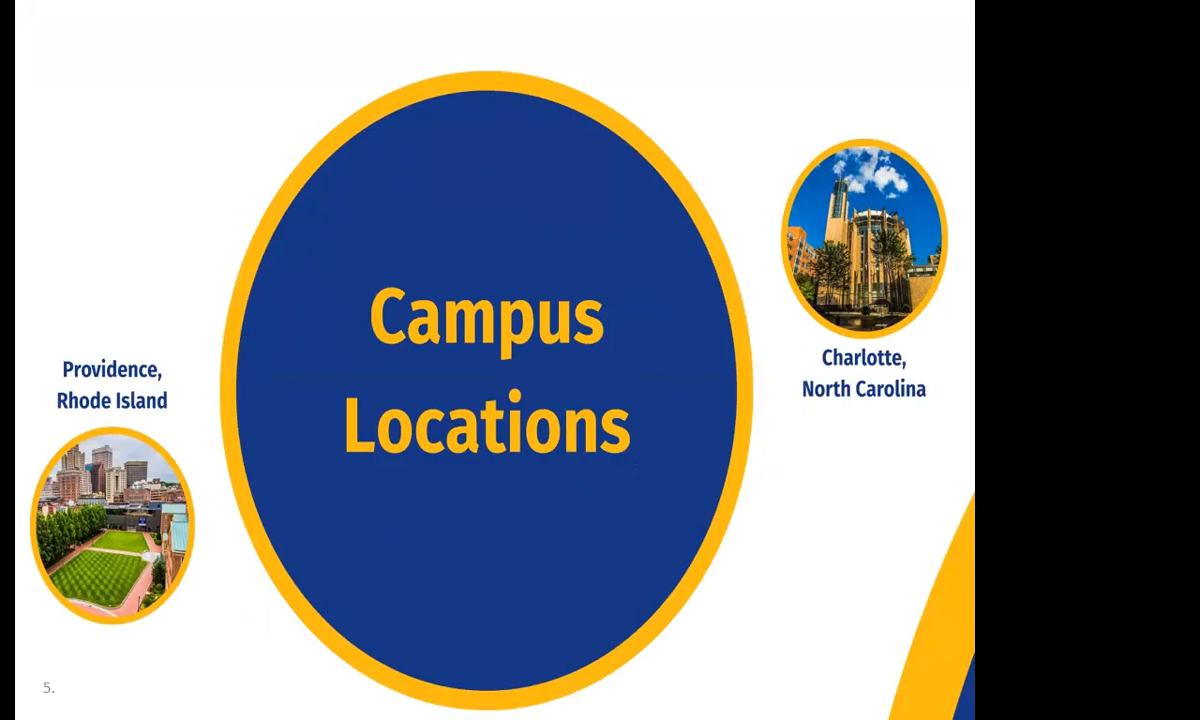 Campus
Locations
Providence,
Rhode Island
Charlotte,
North Carolina
5.